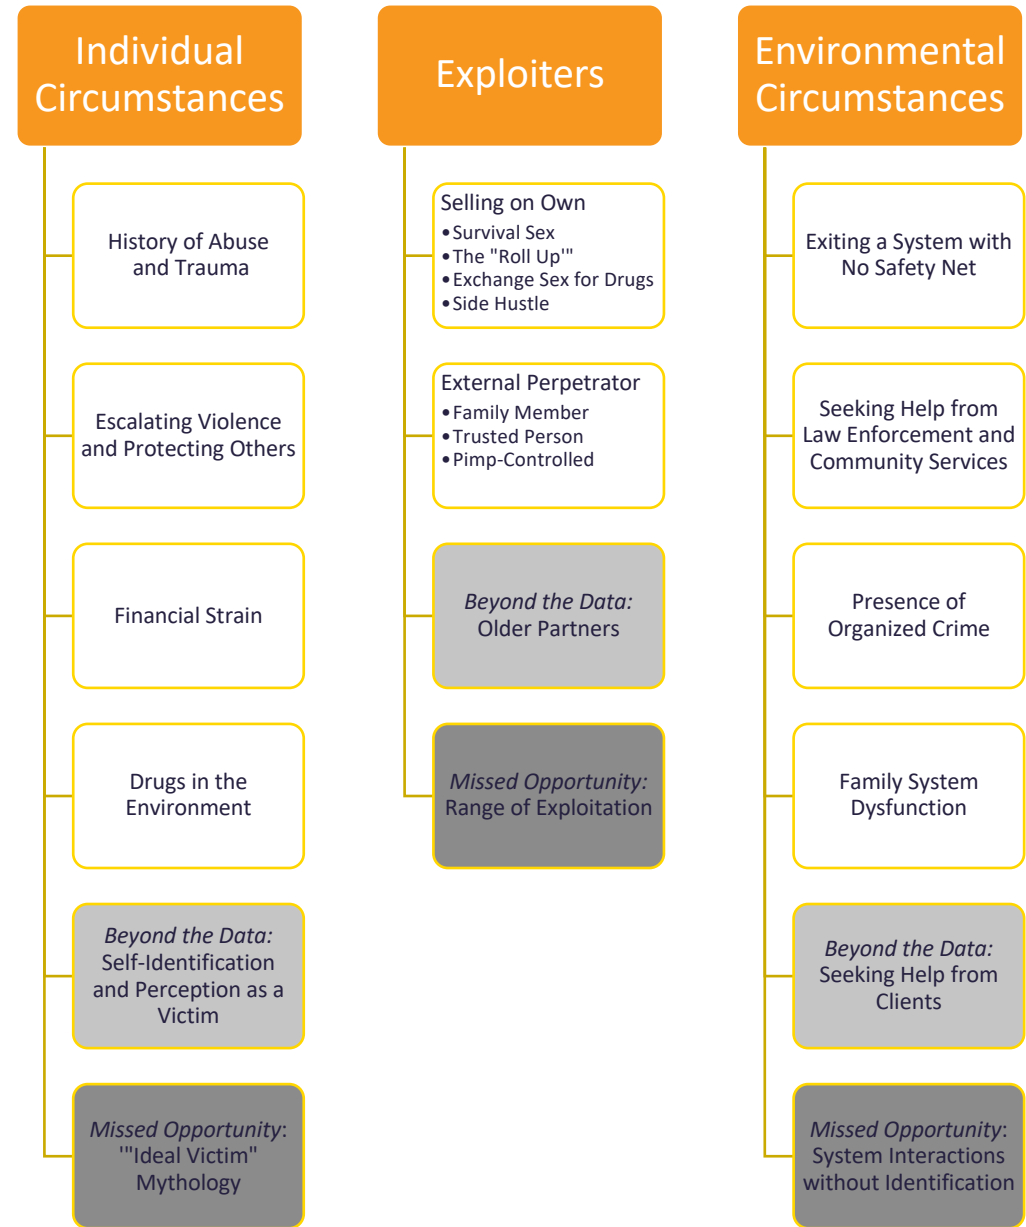 Individual
Circumstances
History of Abuse
and Trauma
Escalating Violence
and Protecting Others
Financial Strain
Drugs in the
Environment
Beyond the Data:
Self-Identification
and Perception as a
Victim
Missed Opportunity:
'"Ideal Victim"
Mythology
Exploiters
Selling on Own
•Survival Sex
•The "Roll Up'"
•Exchange Sex for Drugs
•Side Hustle
External Perpetrator
•Family Member
•Trusted Person
•Pimp-Controlled
Beyond the Data:
Older Partners
Missed Opportunity:
Range of Exploitation
Environmental
Circumstances
Exiting a System with
No Safety Net
Seeking Help from
Law Enforcement and
Community Services
Presence of
Organized Crime
Family System
Dysfunction
Beyond the Data:
Seeking Help from
Clients
Missed Opportunity:
System Interactions
without Identification